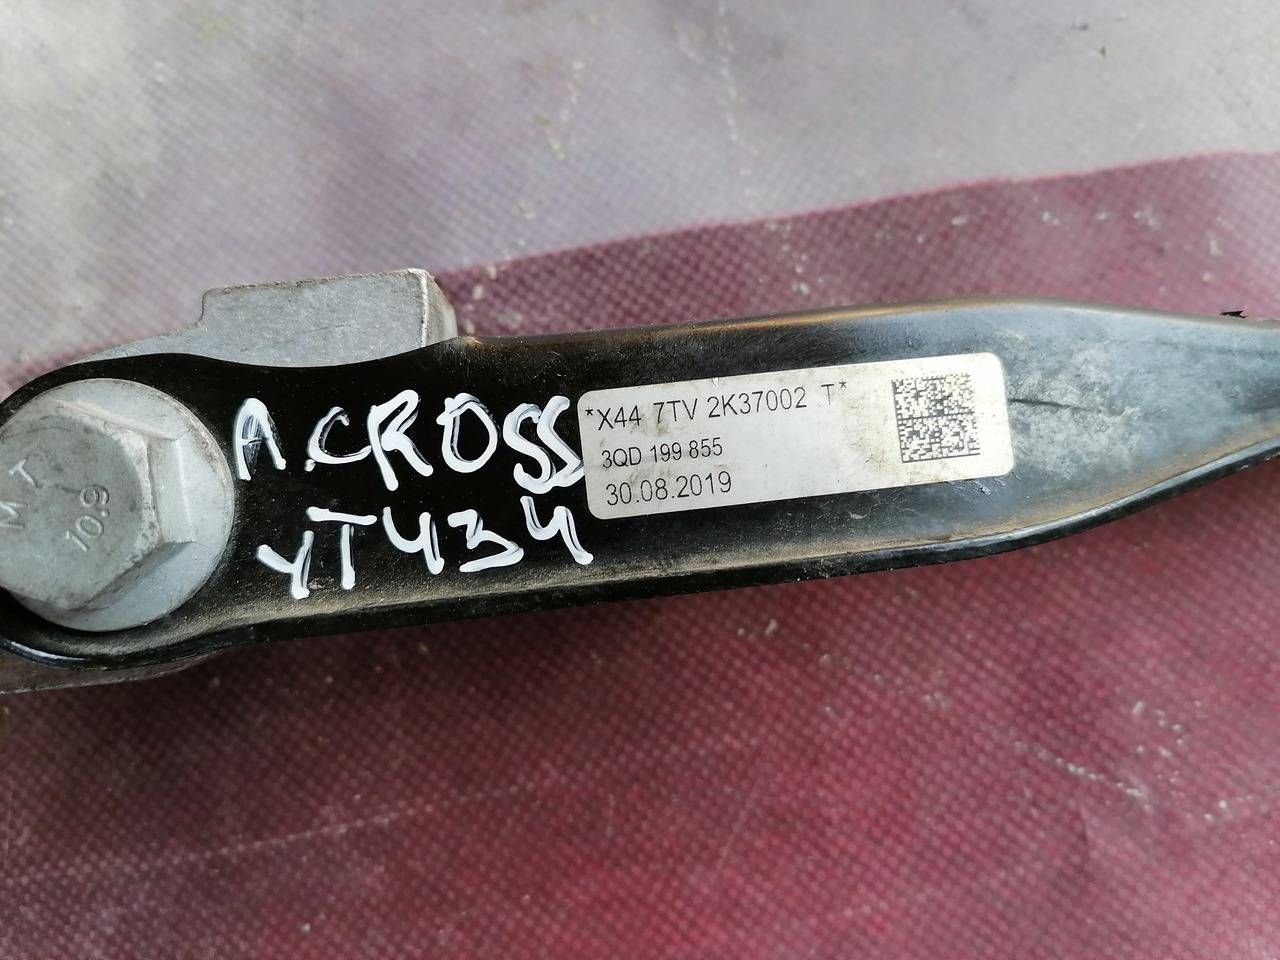 A.CROSS
YT434
*X44 7TV 2K37002 T*
3QD 199 855
30.08.2019
M T
10.9